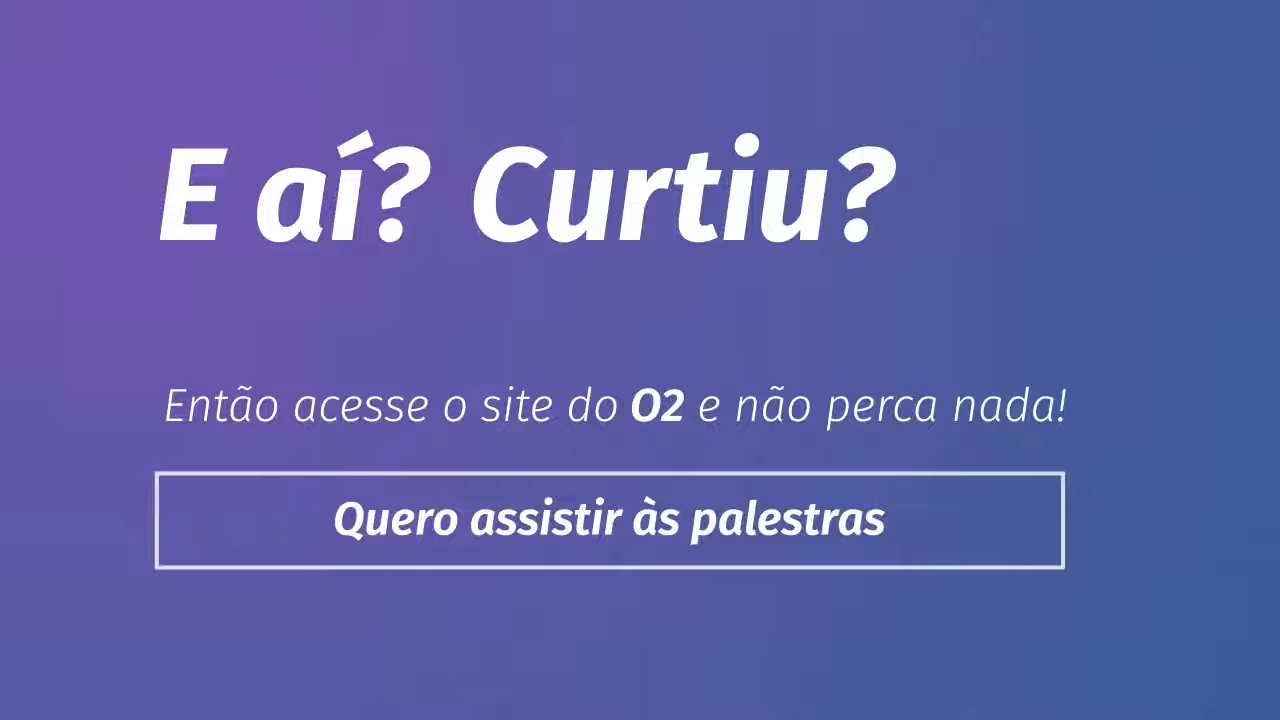 E aí? Curtiu?
Então acesse o site do O2 e não perca nada!
Quero assistir às palestras